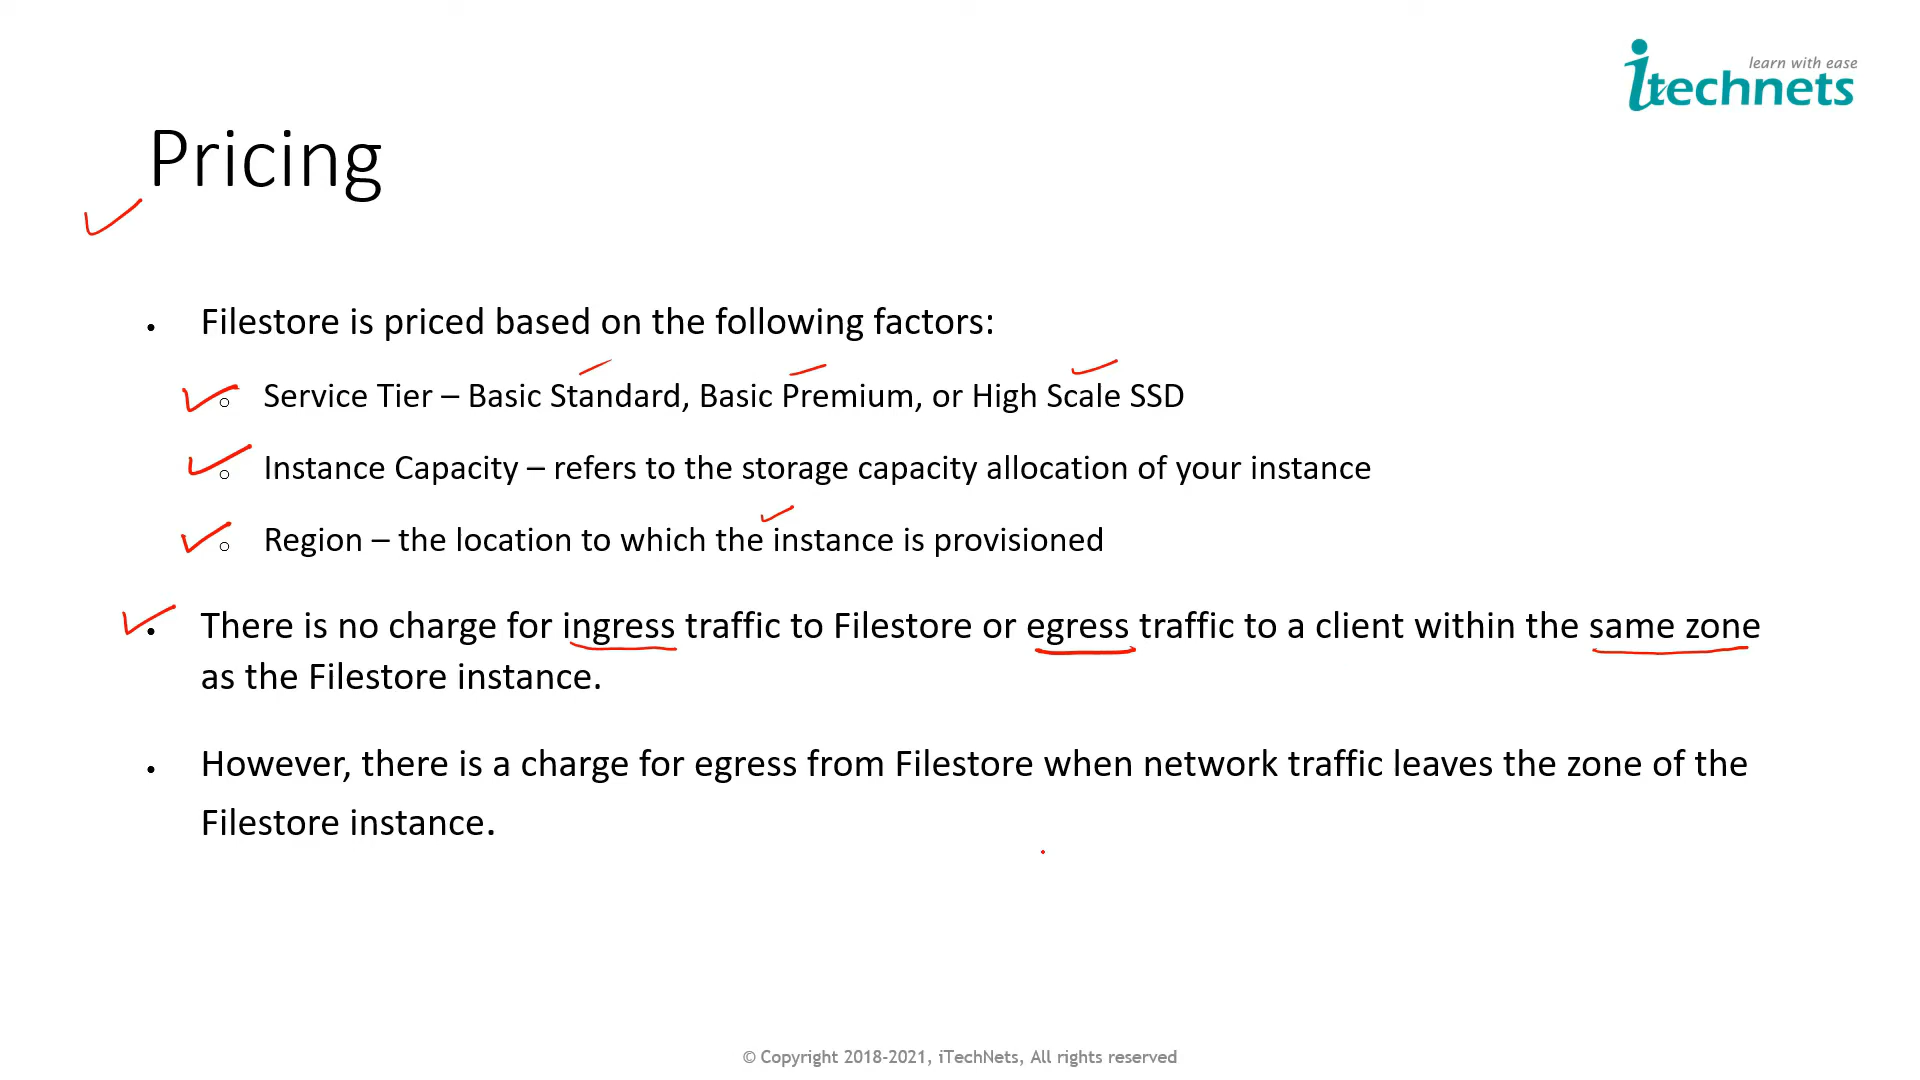 learn with ease
itechnets
Pricing
• Filestore is priced based on the following factors:
○ Service Tier – Basic Standard, Basic Premium, or High Scale SSD
○ Instance Capacity – refers to the storage capacity allocation of your instance
○ Region – the location to which the instance is provisioned
• There is no charge for ingress traffic to Filestore or egress traffic to a client within the same zone
as the Filestore instance.
• However, there is a charge for egress from Filestore when network traffic leaves the zone of the
Filestore instance.
© Copyright 2018-2021, iTechNets, All rights reserved